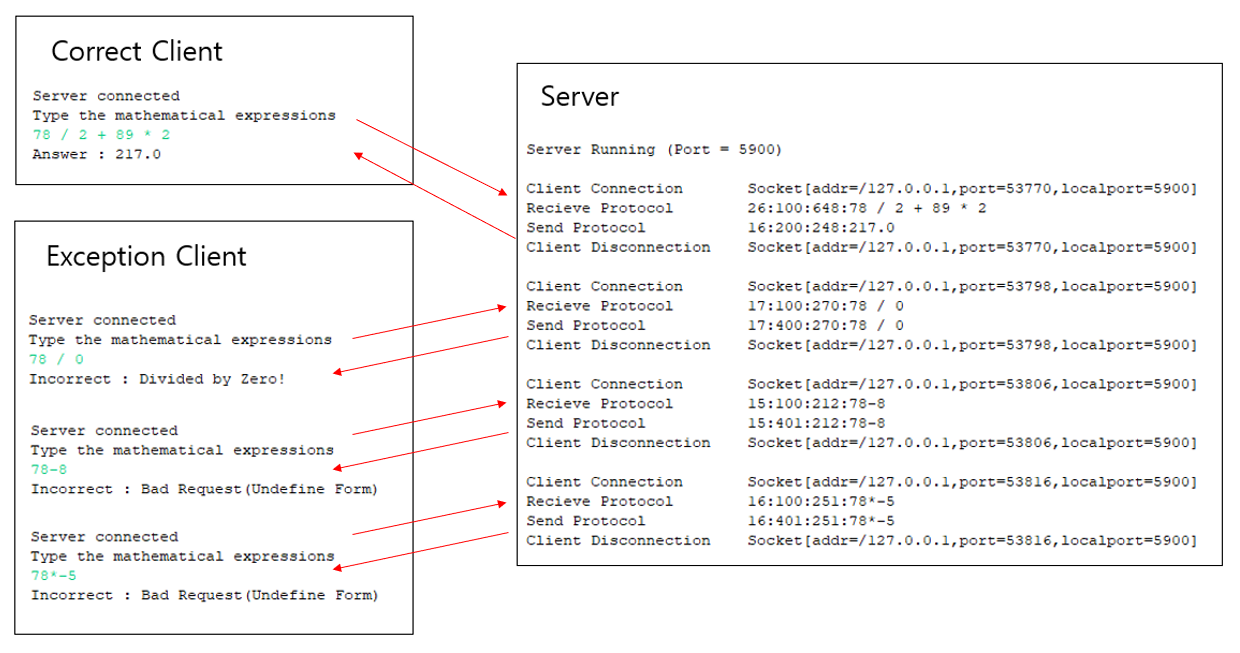 Correct Client
Server connected
Type the mathematical expressions
78 / 2 + 89 * 2
Answer : 217.0
Exception Client
Server connected
Type the mathematical expressions
78 / 0
Incorrect : Divided by Zero!
Server connected
Type the mathematical expressions
78-8
Incorrect : Bad Request(Undefine Form)
Server connected
Type the mathematical expressions
78*-5
Incorrect : Bad Request(Undefine Form)
Server
Server Running (Port = 5900)
Client Connection Socket[addr=/127.0.0.1,port=53770,localport=5900]
Recieve Protocol 26:100:648:78 / 2 + 89 * 2
Send Protocol 16:200:248:217.0
Client Disconnection Socket[addr=/127.0.0.1,port=53770,localport=5900]
Client Connection Socket[addr=/127.0.0.1,port=53798,localport=5900]
Recieve Protocol 17:100:270:78 / 0
Send Protocol 17:400:270:78 / 0
Client Disconnection Socket[addr=/127.0.0.1,port=53798,localport=5900]
Client Connection Socket[addr=/127.0.0.1,port=53806,localport=5900]
Recieve Protocol 15:100:212:78-8
Send Protocol 15:401:212:78-8
Client Disconnection Socket[addr=/127.0.0.1,port=53806,localport=5900]
Client Connection Socket[addr=/127.0.0.1,port=53816,localport=5900]
Recieve Protocol 16:100:251:78*-5
Send Protocol 16:401:251:78*-5
Client Disconnection Socket[addr=/127.0.0.1,port=53816,localport=5900]